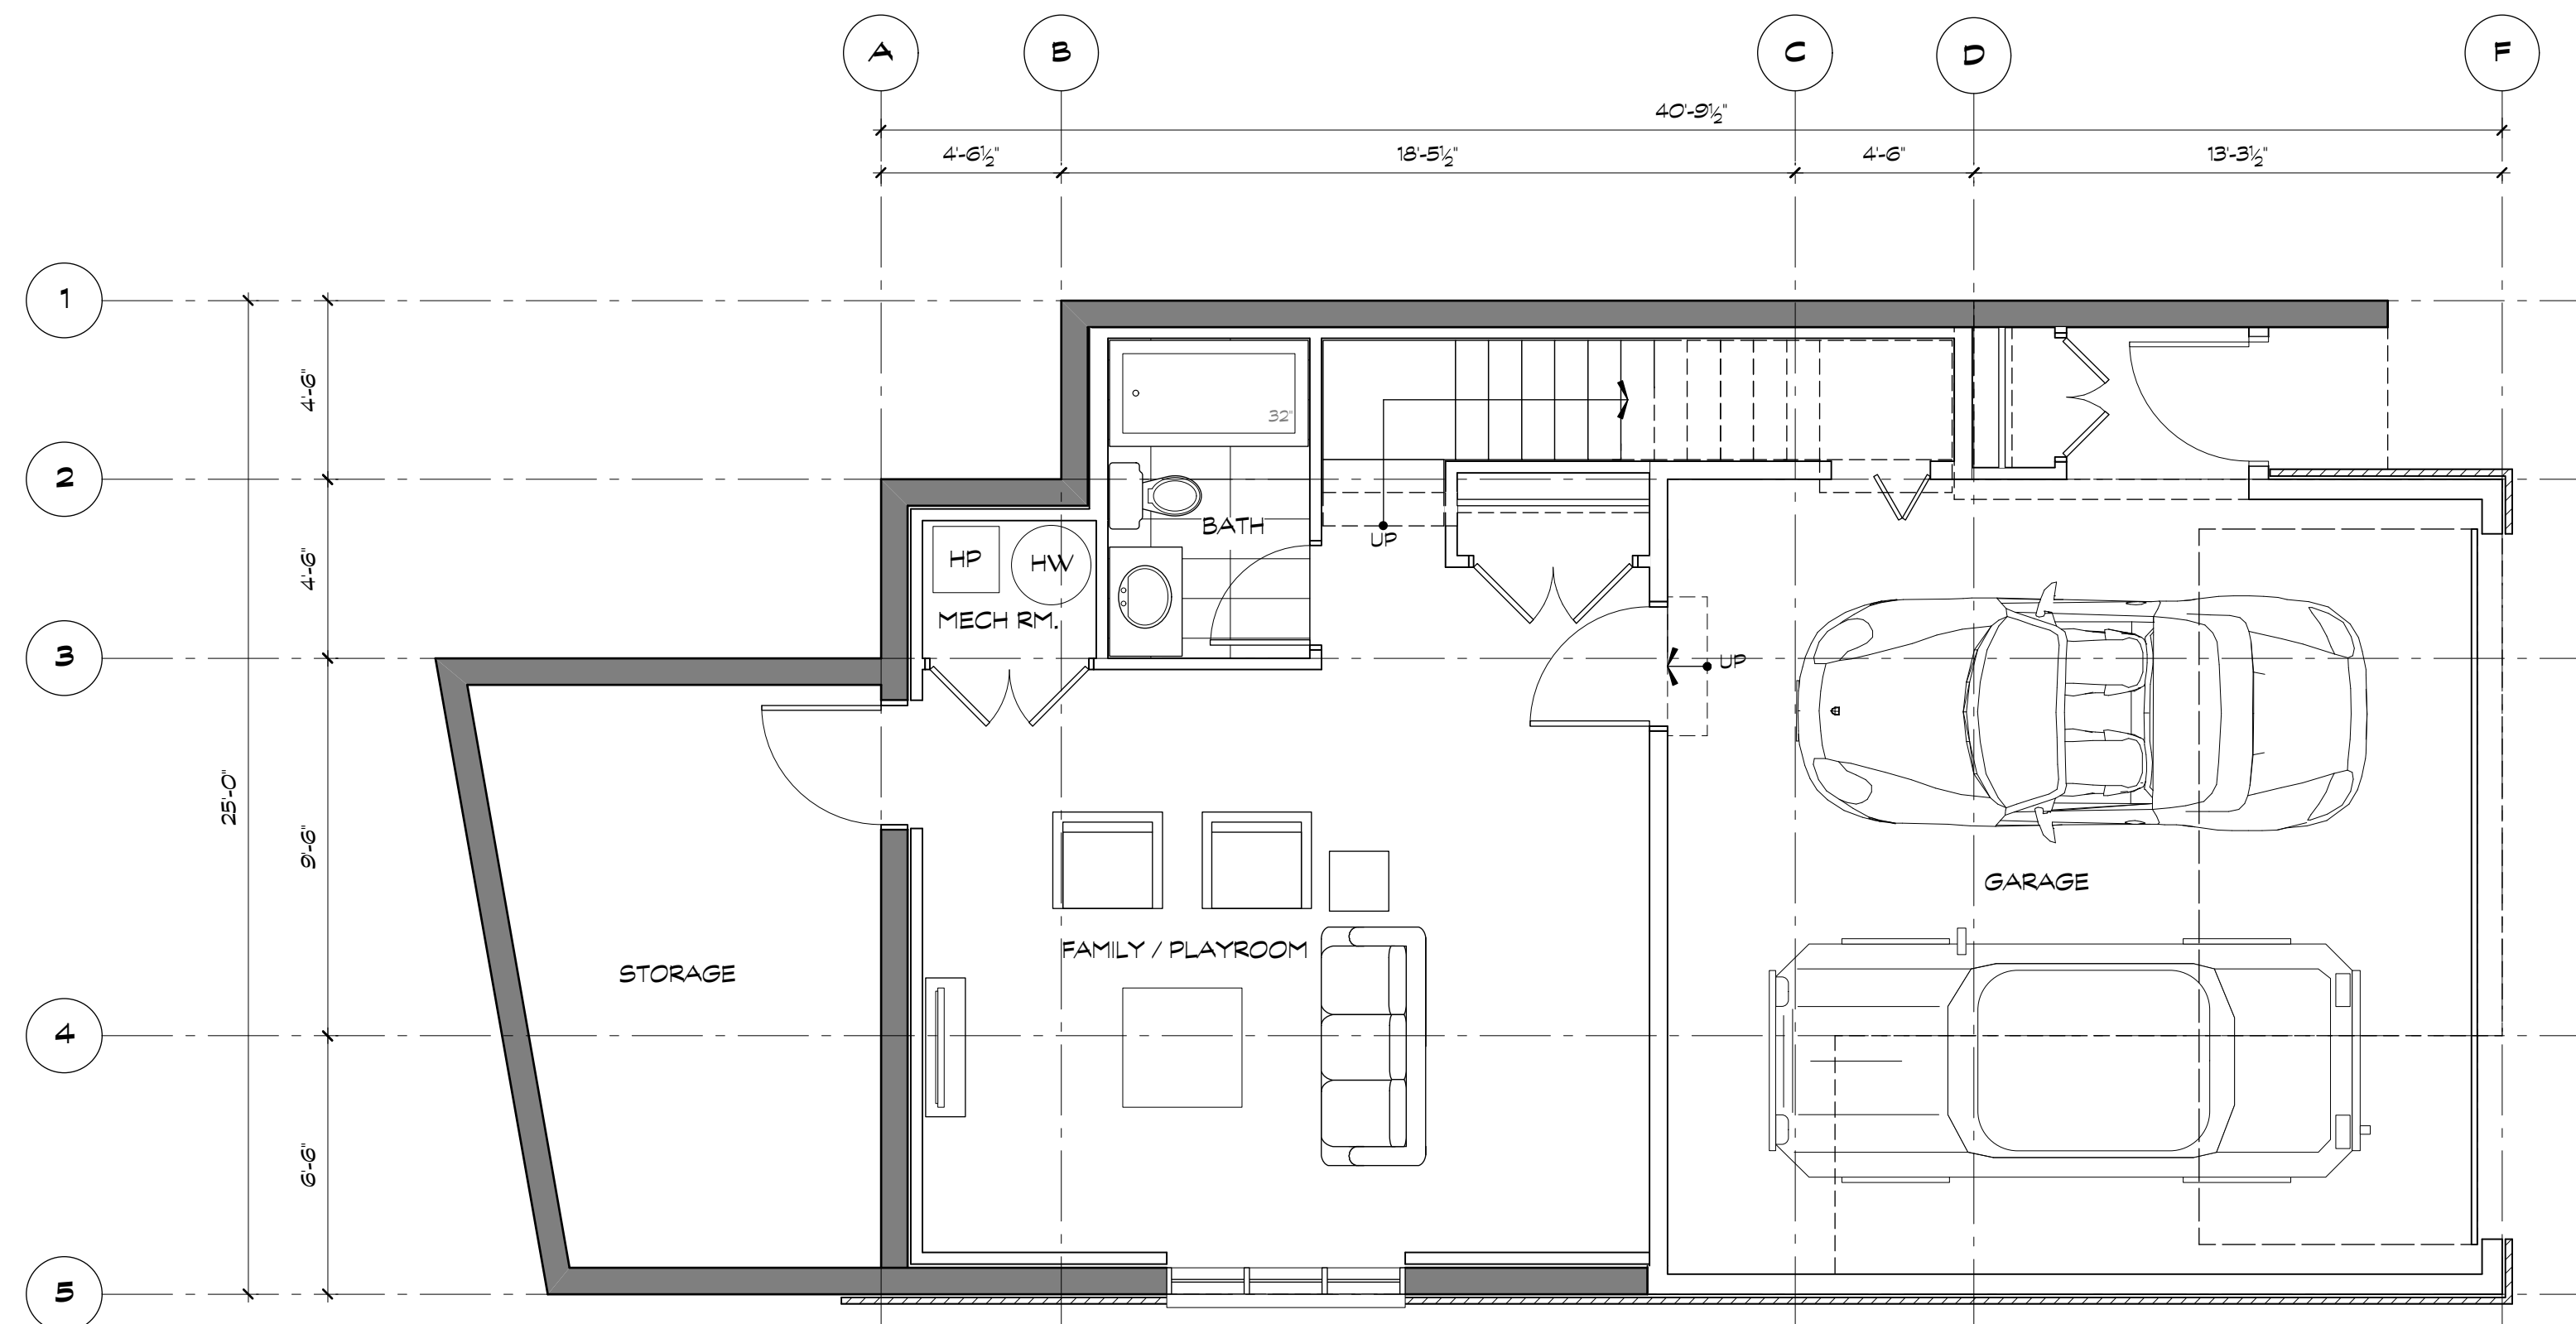 A
B
C
D
F
40'-9½"
4'-6½"
18'-5½"
4'-6"
13'-3½"
1
4'-6"
32"
2
BATH
UP
HP
HW
4'-6"
MECH RM.
3
UP
25'-0"
9'-6"
GARAGE
FAMILY / PLAYROOM
STORAGE
4
6'-6"
5